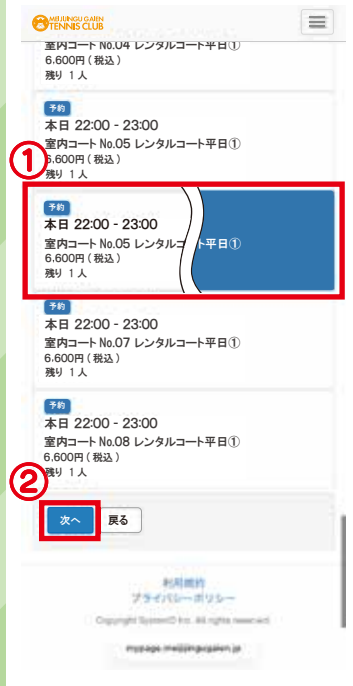 MEIJIJINGU GAIEN
TENNIS CLUB
室内コート No.04 レンタルコート平日①
6.600円(税込)
残り 1人
予約
本日 22:00 - 23:00
室内コート No.05 レンタルコート平日①
①
6.600円(税込)
残り 1人
予約
本日 22:00 - 23:00
室内コート No.05 レンタルコート平日①
6.600円(税込)
残り 1人
予約
本日 22:00 - 23:00
室内コート No.07 レンタルコート平日①
6.600円(税込)
残り 1人
予約
本日 22:00 - 23:00
室内コート No.08 レンタルコート平日①
6.600円(税込)
②
残り 1人
次へ 戻る
利用規約
プライバシーポリシー